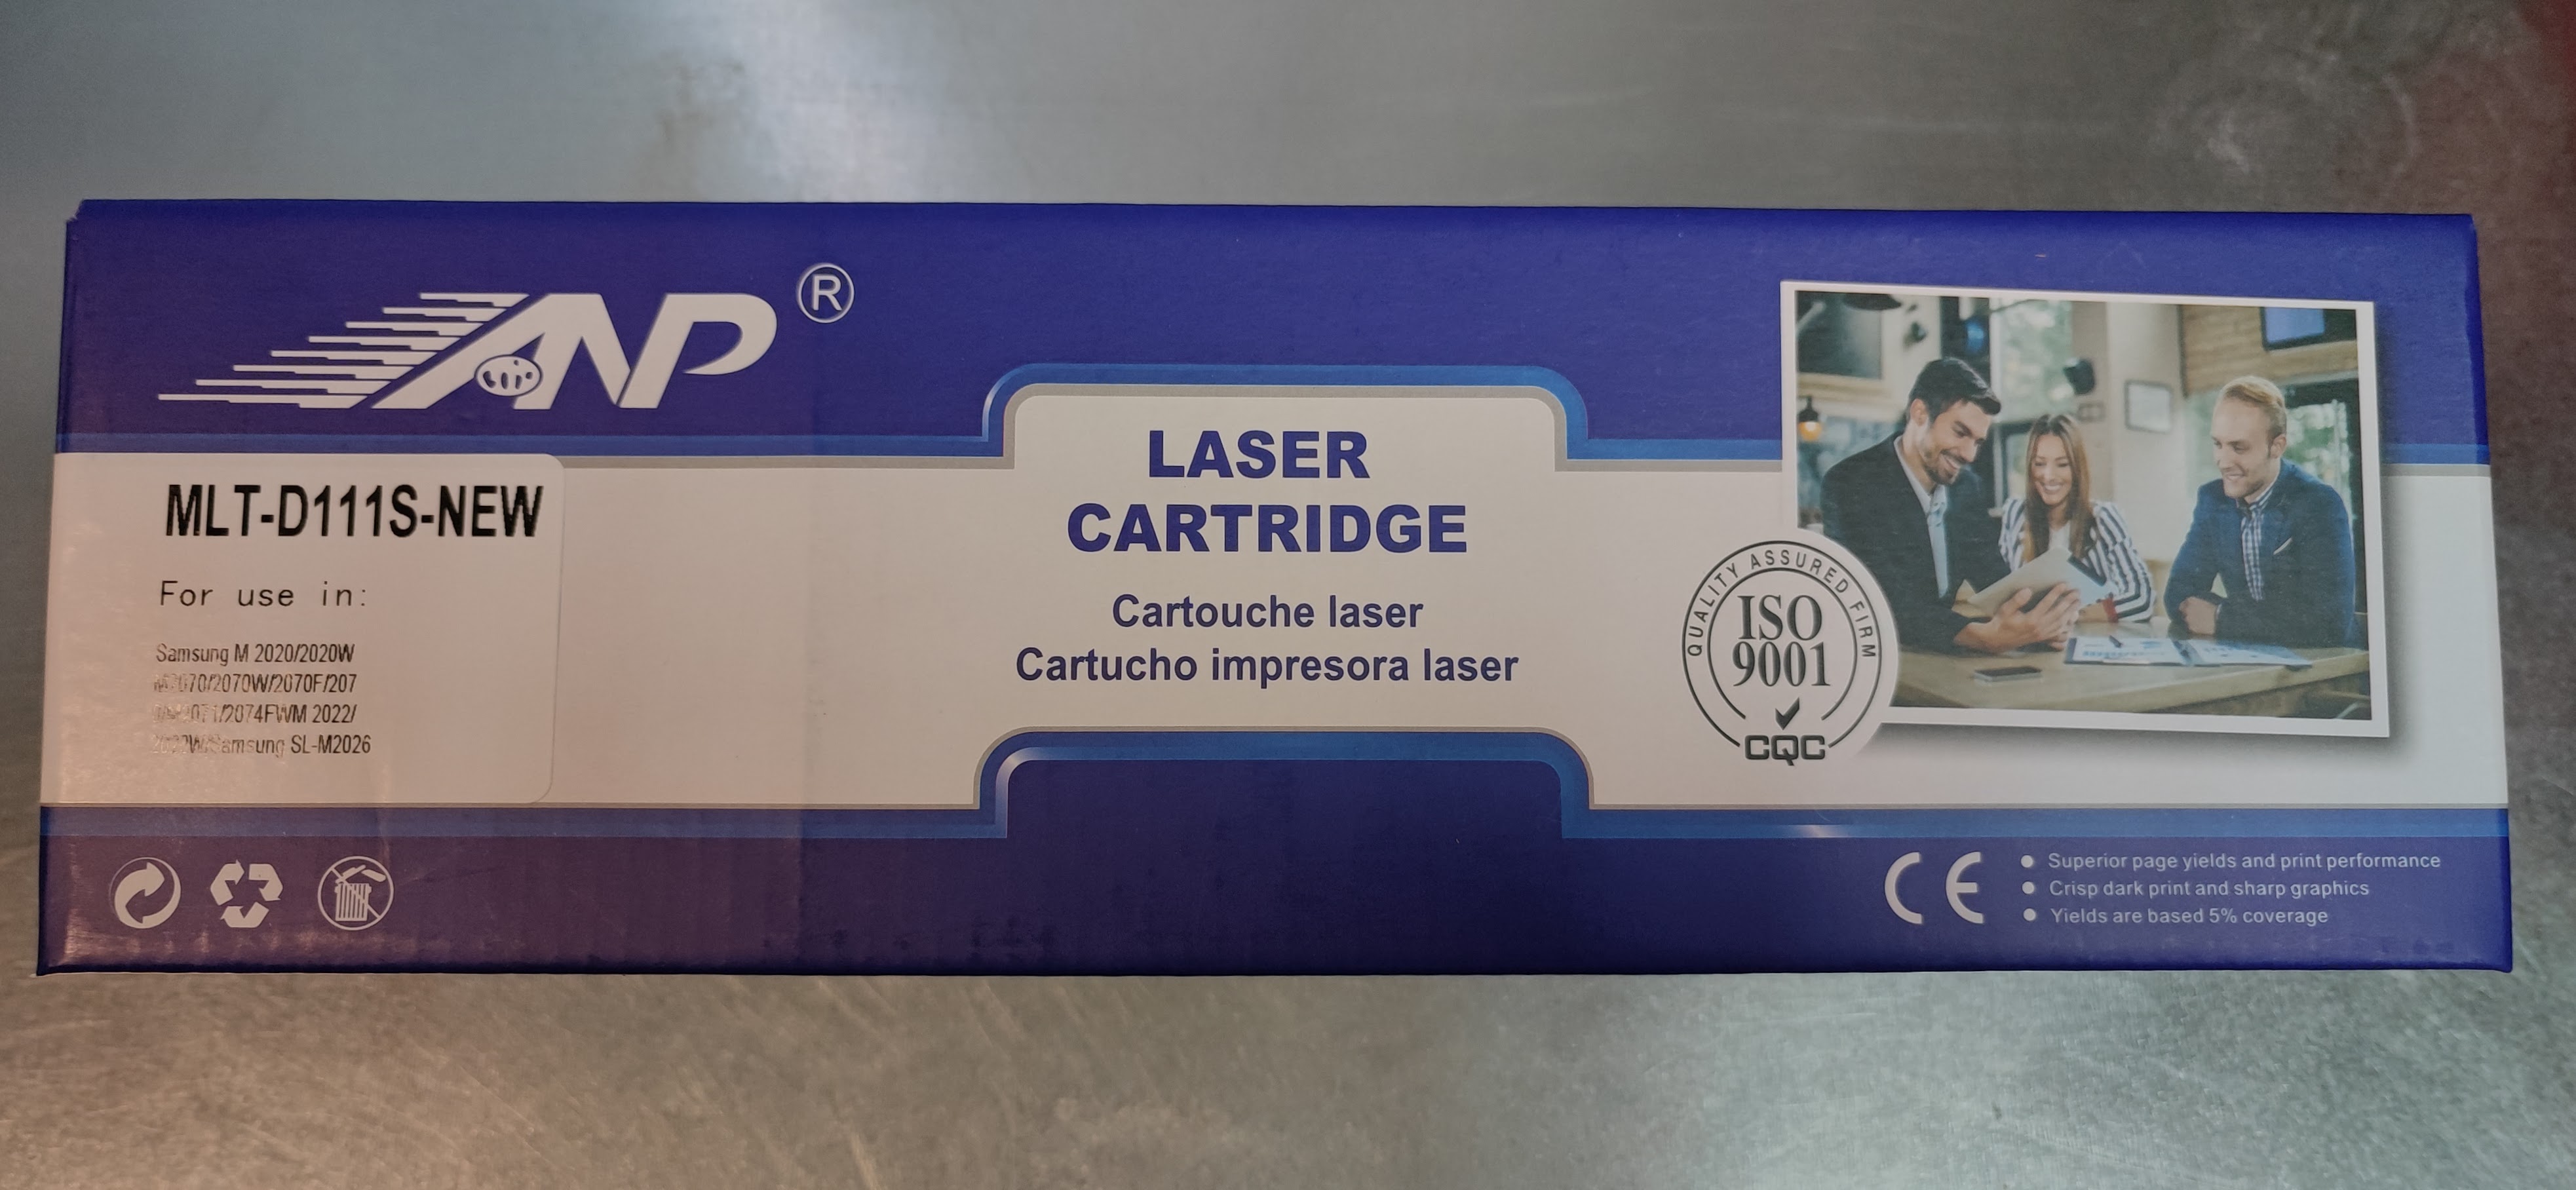 ANP ®
MLT-D111S-NEW
For use in:
Samsung M 2020/2020W
M2070/2070W/2070F/207
/2074FWM 2022/
Samsung SL-M2026
LASER
CARTRIDGE
Cartouche laser
Cartucho impresora laser
QUALITY ASSURED FIRM
ISO
9001
CQC
CE
Superior page yields and print performance
Crisp dark print and sharp graphics
Yields are based 5% coverage